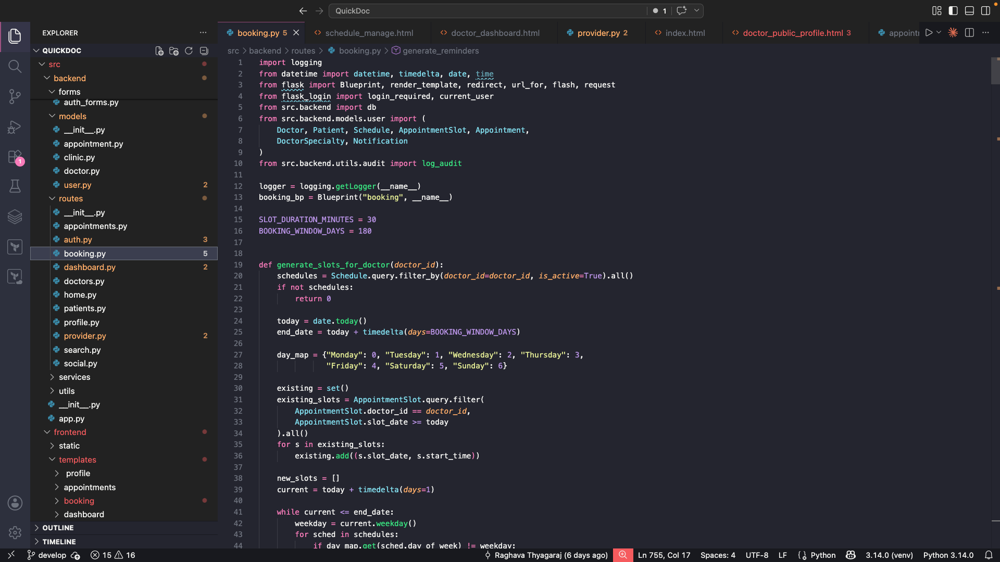 QuickDoc
1
EXPLORER
booking.py 5
schedule_manage.html
doctor_dashboard.html
provider.py 2
index.html
doctor_public_profile.html 3
appointm
QUICKDOC
src
backend
forms
auth_forms.py
models
__init__.py
appointment.py
clinic.py
doctor.py
user.py 2
routes
__init__.py
appointments.py
auth.py 3
booking.py 5
dashboard.py 2
doctors.py
home.py
patients.py
profile.py
provider.py 2
search.py
social.py
services
utils
__init__.py
app.py
frontend
static
templates
profile
appointments
booking
dashboard
OUTLINE
TIMELINE
1
src > backend > routes > booking.py > generate_reminders
1 import logging
2 from datetime import datetime, timedelta, date, time
3 from flask import Blueprint, render_template, redirect, url_for, flash, request
4 from flask_login import login_required, current_user
5 from src.backend import db
6 from src.backend.models.user import (
7 Doctor, Patient, Schedule, AppointmentSlot, Appointment,
8 DoctorSpecialty, Notification
9 )
10 from src.backend.utils.audit import log_audit
11
12 logger = logging.getLogger(__name__)
13 booking_bp = Blueprint("booking", __name__)
14
15 SLOT_DURATION_MINUTES = 30
16 BOOKING_WINDOW_DAYS = 180
17
18
19 def generate_slots_for_doctor(doctor_id):
20 schedules = Schedule.query.filter_by(doctor_id=doctor_id, is_active=True).all()
21 if not schedules:
22 return 0
23
24 today = date.today()
25 end_date = today + timedelta(days=BOOKING_WINDOW_DAYS)
26
27 day_map = {"Monday": 0, "Tuesday": 1, "Wednesday": 2, "Thursday": 3,
28 "Friday": 4, "Saturday": 5, "Sunday": 6}
29
30 existing = set()
31 existing_slots = AppointmentSlot.query.filter(
32 AppointmentSlot.doctor_id == doctor_id,
33 AppointmentSlot.slot_date >= today
34 ).all()
35 for s in existing_slots:
36 existing.add((s.slot_date, s.start_time))
37
38 new_slots = []
39 current = today + timedelta(days=1)
40
41 while current <= end_date:
42 weekday = current.weekday()
43 for sched in schedules:
44 if day_map.get(sched.day_of_week) != weekday:
develop 15 16
Raghava Thyagaraj (6 days ago) Ln 755, Col 17 Spaces: 4 UTF-8 LF Python 3.14.0 (venv) Python 3.14.0